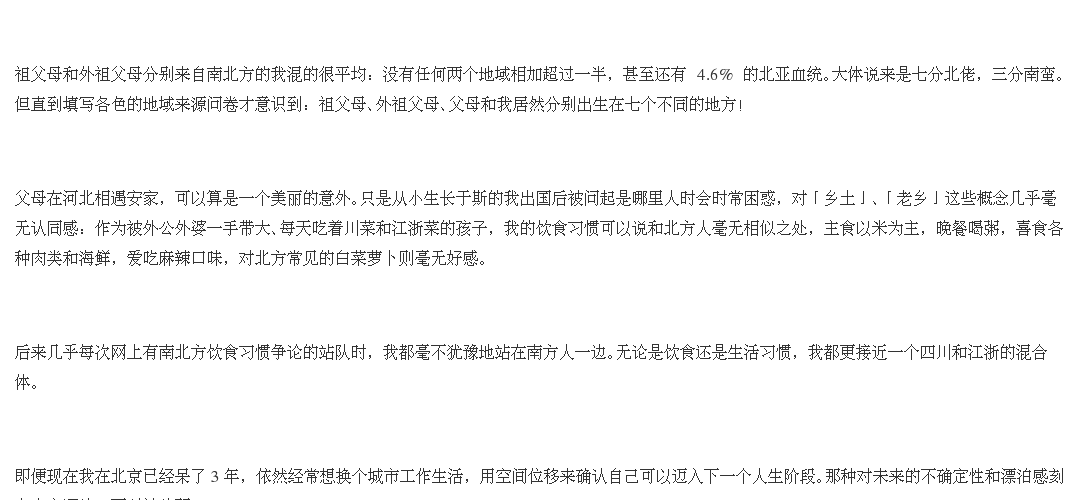 祖父母和外祖父母分别来自南北方的我混的很平均：没有任何两个地域相加超过一半，甚至还有 4.6% 的北亚血统。大体说来是七分北佬，三分南蛮。
但直到填写各色的地域来源问卷才意识到：祖父母、外祖父母、父母和我居然分别出生在七个不同的地方！
父母在河北相遇安家，可以算是一个美丽的意外。只是从小生长于斯的我出国后被问起是哪里人时会时常困惑，对「乡土」、「老乡」这些概念几乎毫
无认同感：作为被外公外婆一手带大、每天吃着川菜和江浙菜的孩子，我的饮食习惯可以说和北方人毫无相似之处，主食以米为主，晚餐喝粥，喜食各
种肉类和海鲜，爱吃麻辣口味，对北方常见的白菜萝卜则毫无好感。
后来几乎每次网上有南北方饮食习惯争论的站队时，我都毫不犹豫地站在南方人一边。无论是饮食还是生活习惯，我都更接近一个四川和江浙的混合
体。
即便现在我在北京已经呆了 3 年，依然经常想换个城市工作生活，用空间位移来确认自己可以迈入下一个人生阶段。那种对未来的不确定性和漂泊感刻